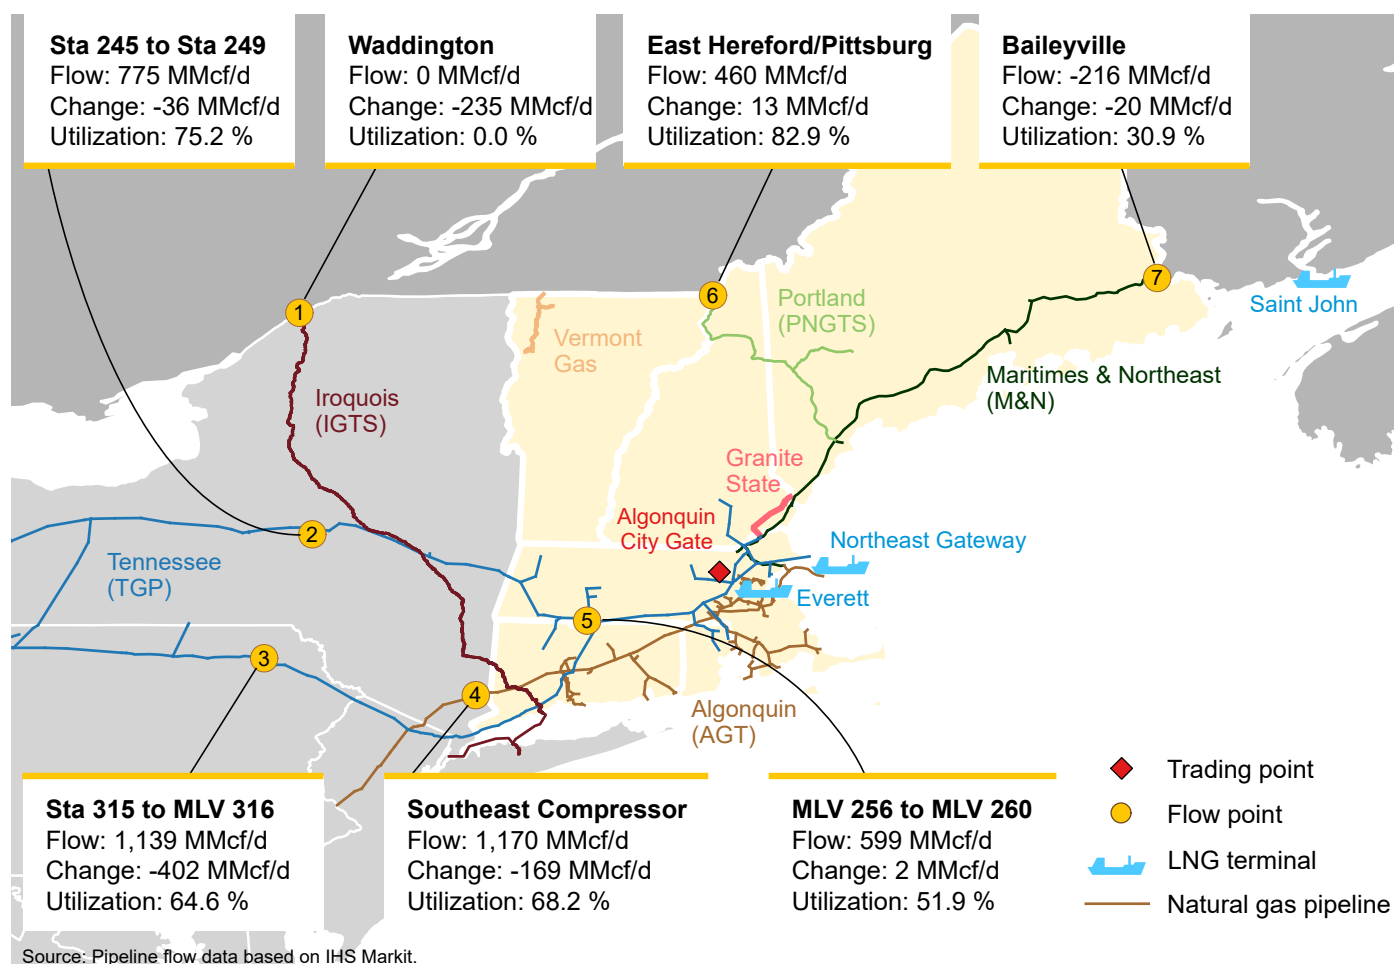 Sta 245 to Sta 249
Flow: 775 MMcf/d
Change: -36 MMcf/d
Utilization: 75.2 %
Waddington
Flow: 0 MMcf/d
Change: -235 MMcf/d
Utilization: 0.0 %
East Hereford/Pittsburg
Flow: 460 MMcf/d
Change: 13 MMcf/d
Utilization: 82.9 %
Baileyville
Flow: -216 MMcf/d
Change: -20 MMcf/d
Utilization: 30.9 %
7
6
1
Saint John
Portland
(PNGTS)
Vermont
Gas
Maritimes & Northeast
(M&N)
Iroquois
(IGTS)
Granite
State
Algonquin
City Gate
2
Northeast Gateway
Tennessee
(TGP)
Everett
5
3
4
Algonquin
(AGT)
Sta 315 to MLV 316
Flow: 1,139 MMcf/d
Change: -402 MMcf/d
Utilization: 64.6 %
Southeast Compressor
Flow: 1,170 MMcf/d
Change: -169 MMcf/d
Utilization: 68.2 %
MLV 256 to MLV 260
Flow: 599 MMcf/d
Change: 2 MMcf/d
Utilization: 51.9 %
Trading point
Flow point
LNG terminal
Natural gas pipeline
Source: Pipeline flow data based on IHS Markit.